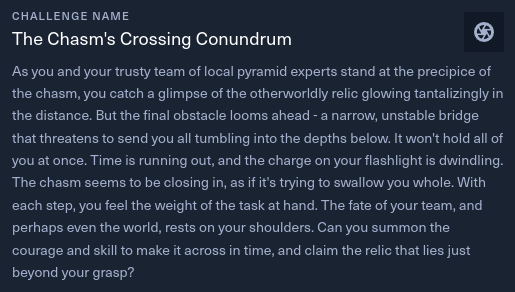 CHALLENGE NAME
The Chasm's Crossing Conundrum
As you and your trusty team of local pyramid experts stand at the precipice of
the chasm, you catch a glimpse of the otherworldly relic glowing tantalizingly in
the distance. But the final obstacle looms ahead - a narrow, unstable bridge
that threatens to send you all tumbling into the depths below. It won't hold all of
you at once. Time is running out, and the charge on your flashlight is dwindling.
The chasm seems to be closing in, as if it's trying to swallow you whole. With
each step, you feel the weight of the task at hand. The fate of your team, and
perhaps even the world, rests on your shoulders. Can you summon the
courage and skill to make it across in time, and claim the relic that lies just
beyond your grasp?